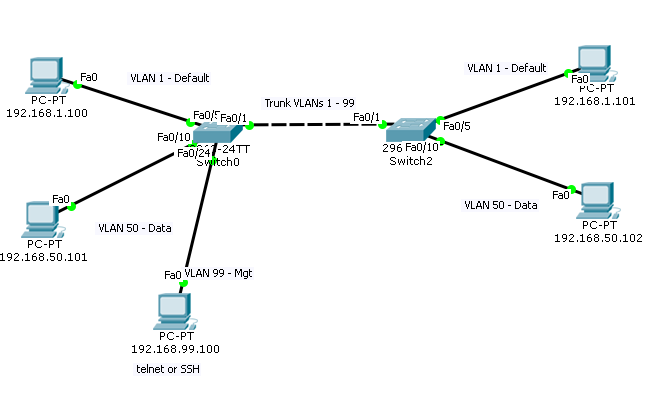 Fa0
VLAN 1 - Default
PC-PT
192.168.1.100
VLAN 1 - Default
Fa0
PC-PT
192.168.1.101
Trunk VLANs 1 - 99
Fa0/5
Fa0/1
Fa0/10
Fa0/24
-24TT
Switch0
Fa0/1
Fa0/5
296
Fa0/10
Switch2
Fa0
PC-PT
192.168.50.101
VLAN 50 - Data
VLAN 50 - Data
Fa0
PC-PT
192.168.50.102
Fa0
VLAN 99 - Mgt
PC-PT
192.168.99.100
telnet or SSH